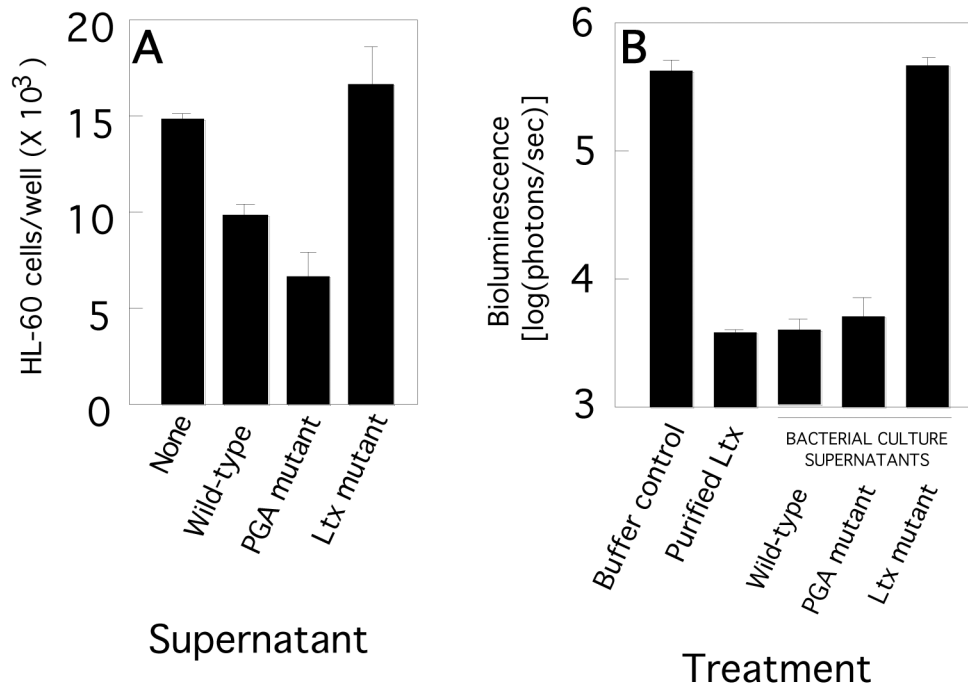 A
HL-60 cells/well (X 10³)
20
15
10
5
0
None
Wild-type
PGA mutant
Ltx mutant
Supernatant
B
Bioluminescence
[log(photons/sec)]
6
5
4
3
BACTERIAL CULTURE
SUPERNATANTS
Buffer control
Purified Ltx
Wild-type
PGA mutant
Ltx mutant
Treatment